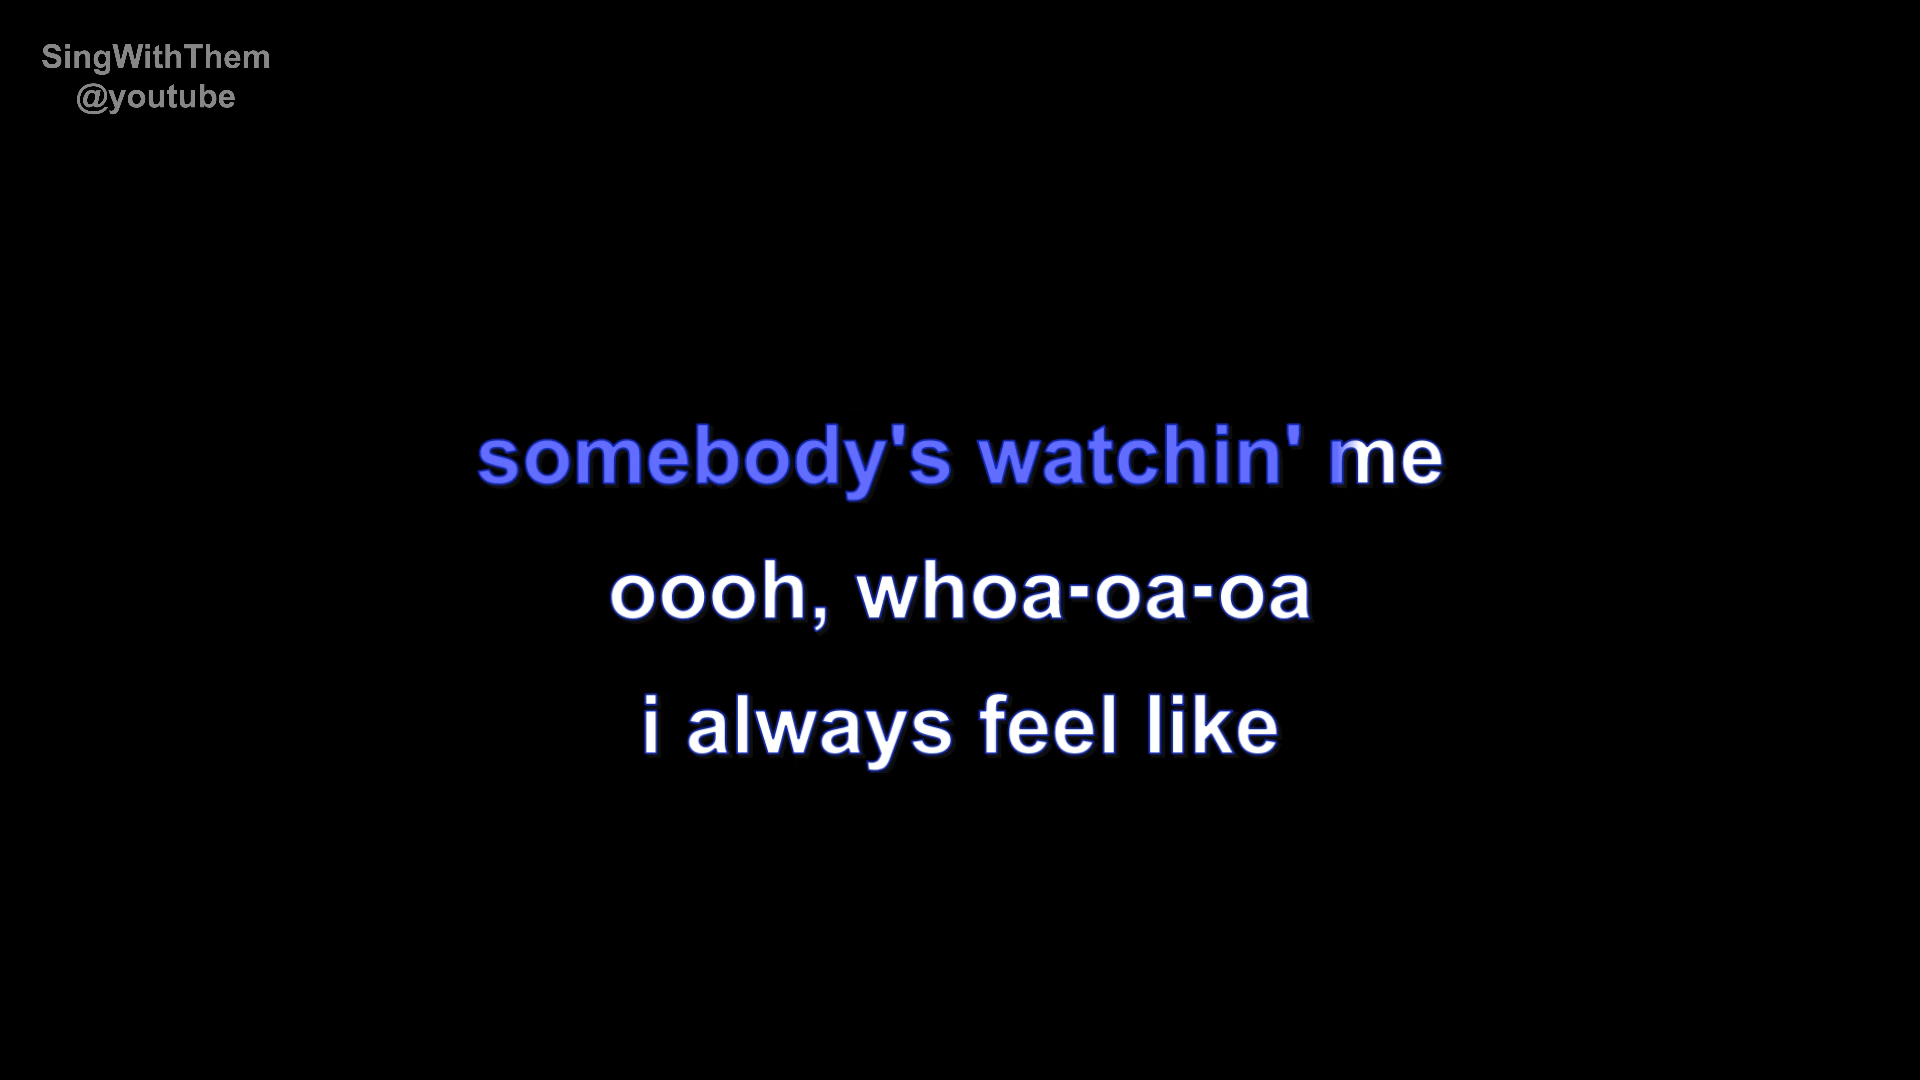 SingWithThem
@youtube
somebody's watchin' me
oooh, whoa-oa-oa
i always feel like